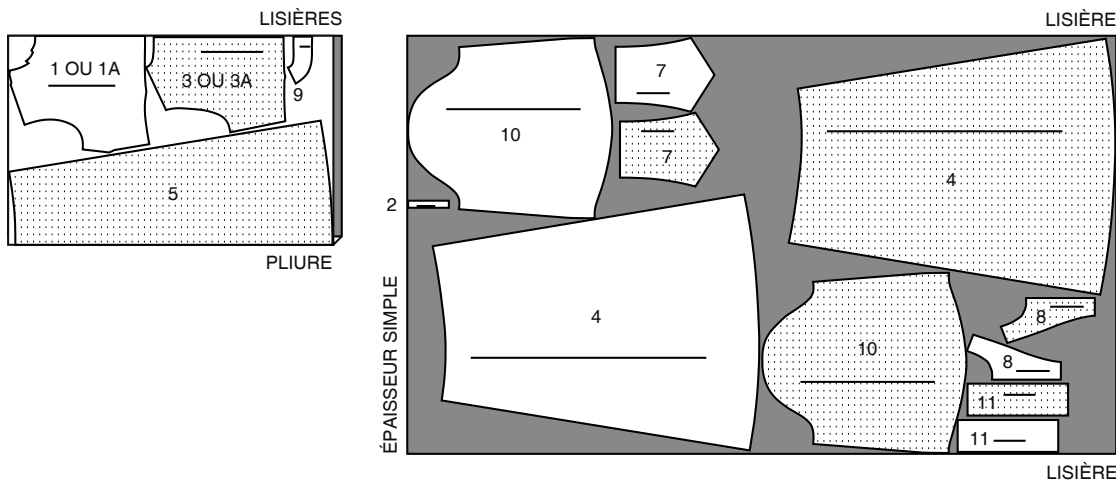 LISIÈRES
1 OU 1A
3 OU 3A
9
5
PLIURE
LISIÈRE
7
10
7
4
2
ÉPAISSEUR SIMPLE
4
8
10
8
11
11
LISIÈRE